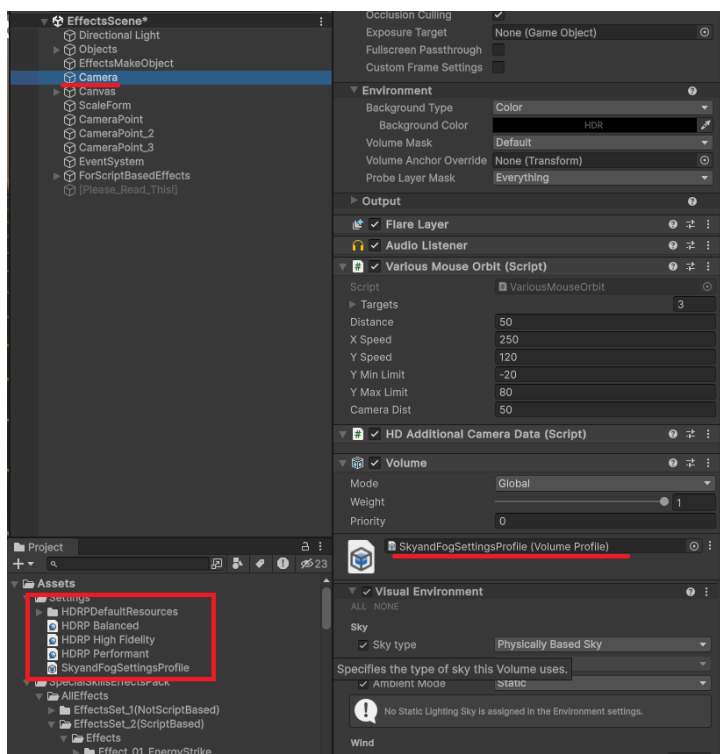 EffectsScene*
Directional Light
Objects
EffectsMakeObject
Camera
Canvas
ScaleForm
CameraPoint
CameraPoint_2
CameraPoint_3
EventSystem
ForScriptBasedEffects
[Please_Read_This!]
Project
23
Assets
Settings
HDRPDefaultResources
HDRP Balanced
HDRP High Fidelity
HDRP Performant
SkyandFogSettingsProfile
SpecialSkillsEffectsPack
AllEffects
EffectsSet_1(NotScriptBased)
EffectsSet_2(ScriptBased)
Effects
Effect_01_EnergyStrike
Occlusion Culling
Exposure Target None (Game Object)
Fullscreen Passthrough
Custom Frame Settings
Environment
Background Type Color
Background Color HDR
Volume Mask Default
Volume Anchor Override None (Transform)
Probe Layer Mask Everything
Output
Flare Layer
Audio Listener
Various Mouse Orbit (Script)
Script VariousMouseOrbit
Targets 3
Distance 50
X Speed 250
Y Speed 120
Y Min Limit -20
Y Max Limit 80
Camera Dist 50
HD Additional Camera Data (Script)
Volume
Mode Global
Weight 1
Priority 0
SkyandFogSettingsProfile (Volume Profile)
Visual Environment
ALL NONE
Sky
Sky type Physically Based Sky
Specifies the type of sky this Volume uses.
Ambient Mode Static
No Static Lighting Sky is assigned in the Environment settings.
Wind